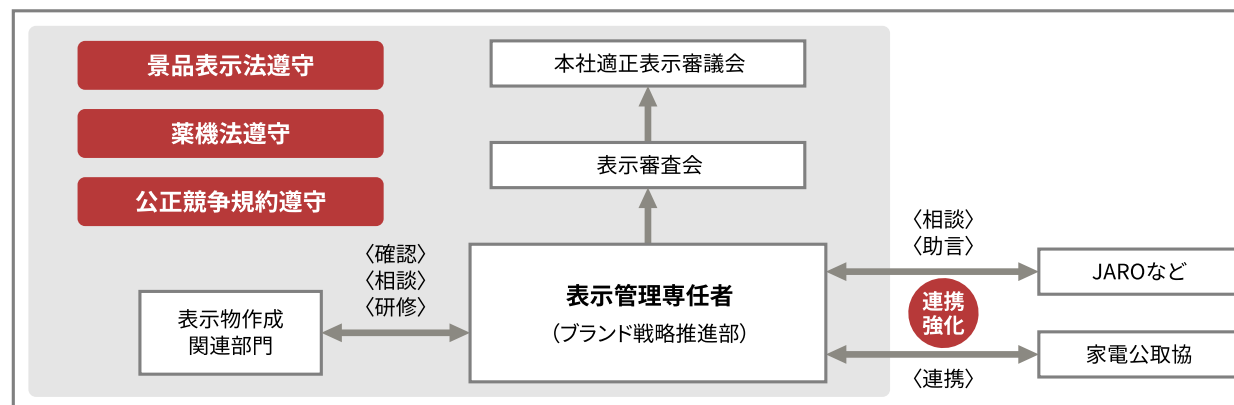 景品表示法遵守
薬機法遵守
公正競争規約遵守
本社適正表示審議会
表示審査会
〈確認〉
〈相談〉
〈研修〉
表示物作成
関連部門
表示管理専任者
（ブランド戦略推進部）
〈相談〉
〈助言〉
連携
強化
〈連携〉
JAROなど
家電公取協